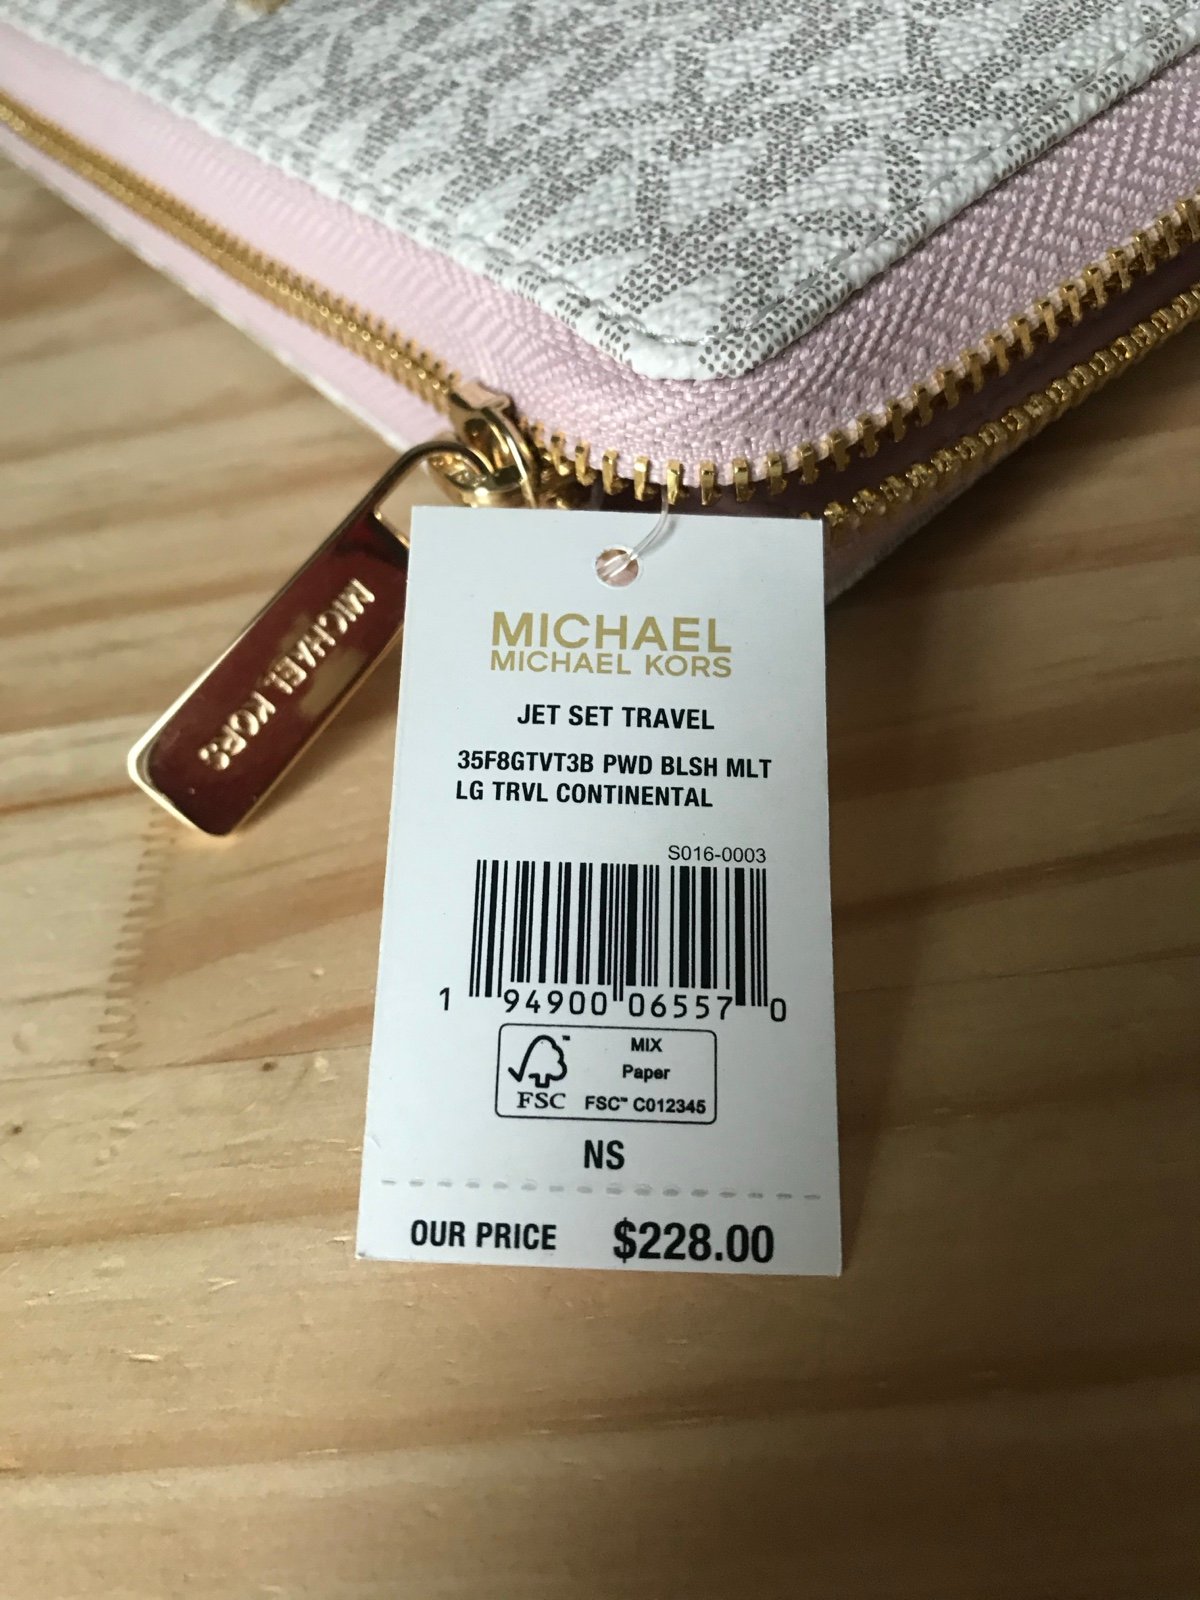 MICHAEL KORS
MICHAEL
MICHAEL KORS
JET SET TRAVEL
35F8GTVT3B PWD BLSH MLT
LG TRVL CONTINENTAL
S016-0003
1 94900 06557 0
FSC™
MIX
Paper
FSC™ C012345
NS
OUR PRICE $228.00